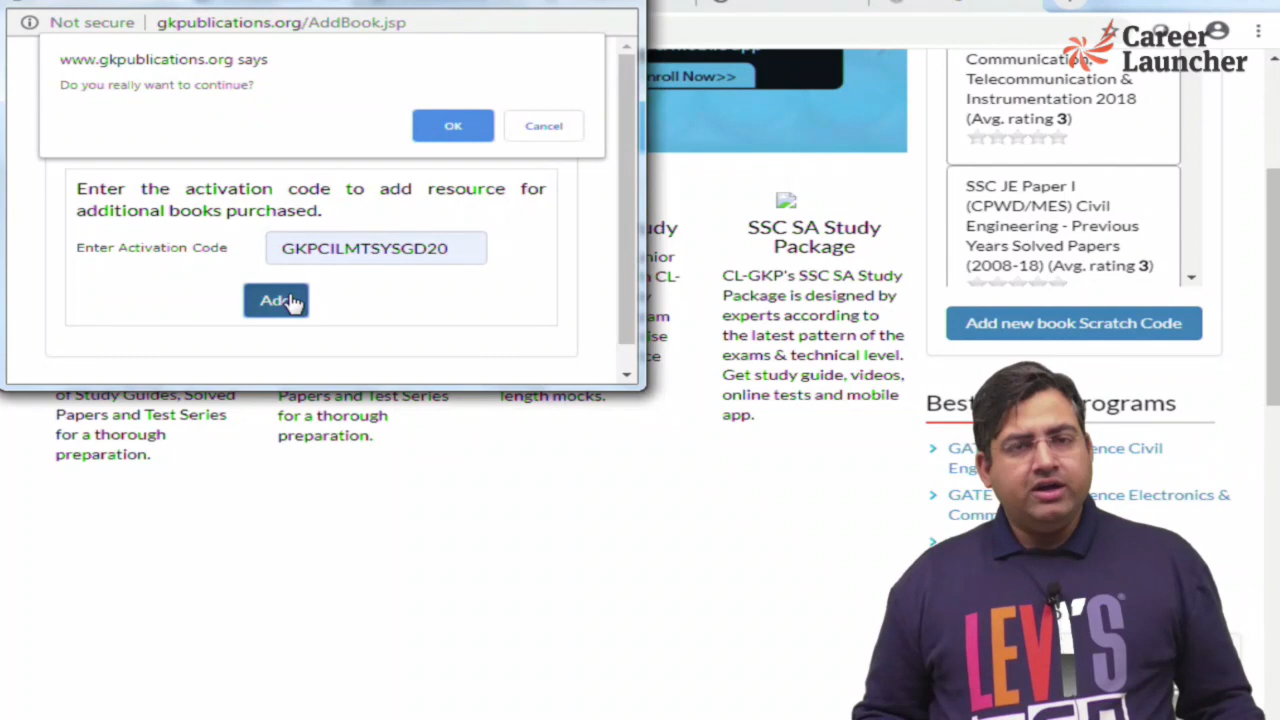 Not secure | gkpublications.org/AddBook.jsp
www.gkpublications.org says
Do you really want to continue?
OK
Cancel
Enter the activation code to add resource for
additional books purchased.
Enter Activation Code
GKPCILMTSYSGD20
Add
of Study Guides, Solved
Papers and Test Series
for a thorough
preparation.
Papers and Test Series
for a thorough
preparation.
length mocks.
Enroll Now>>
SSC SA Study
Package
CL-GKP's SSC SA Study
Package is designed by
experts according to
the latest pattern of the
exams & technical level.
Get study guide, videos,
online tests and mobile
app.
Career
Launcher
Communication,
Telecommunication &
Instrumentation 2018
(Avg. rating 3)
SSC JE Paper I
(CPWD/MES) Civil
Engineering - Previous
Years Solved Papers
(2008-18) (Avg. rating 3)
Add new book Scratch Code
Best Programs
GATE Civil
GATE Electronics &
LEVI'S